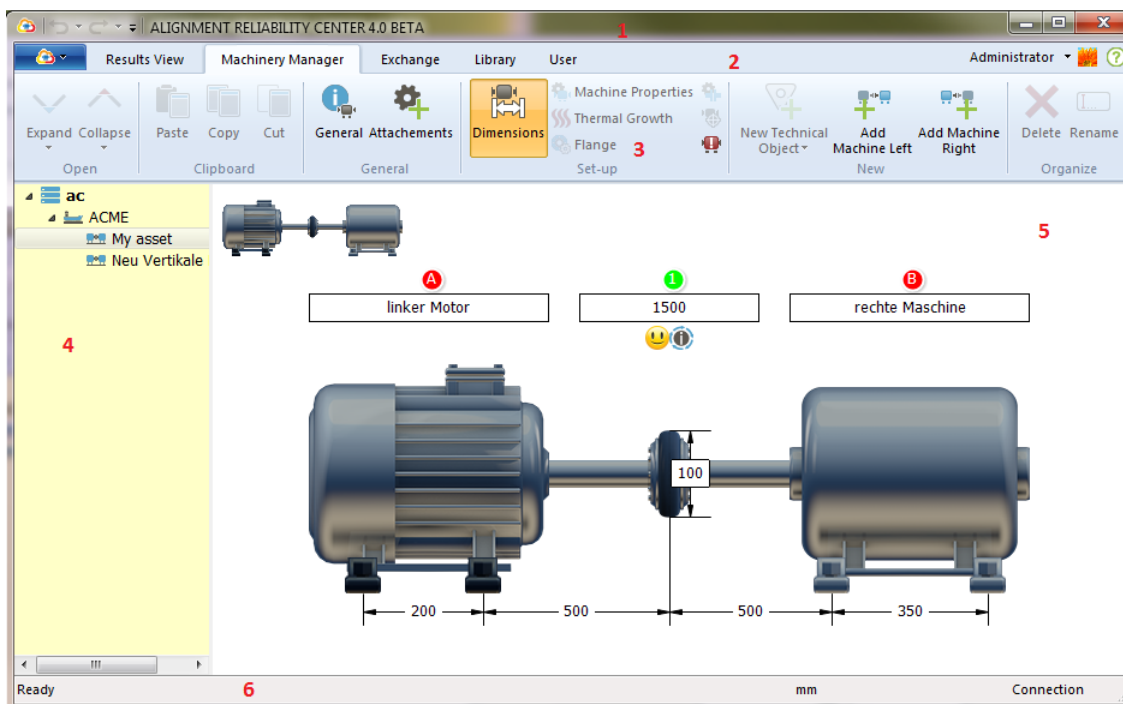 ALIGNMENT RELIABILITY CENTER 4.0 BETA
1
Results View
Machinery Manager
Exchange
Library
User
2
Administrator
?
Expand
Collapse
Open
Paste
Copy
Cut
Clipboard
General
Attachements
General
Dimensions
Machine Properties
Thermal Growth
Flange
3
Set-up
New Technical
Object
Add
Machine Left
Add Machine
Right
New
Delete
Rename
Organize
ac
ACME
My asset
Neu Vertikale
4
5
A
1
B
linker Motor
1500
rechte Maschine
100
200
500
500
350
Ready
6
mm
Connection